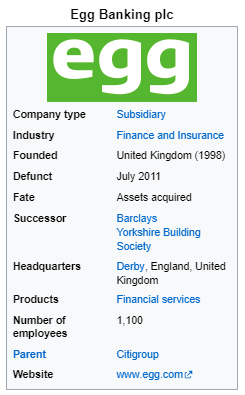 Egg Banking plc
egg
Company type Subsidiary
Industry Finance and Insurance
Founded United Kingdom (1998)
Defunct July 2011
Fate Assets acquired
Successor Barclays
Yorkshire Building
Society
Headquarters Derby, England, United
Kingdom
Products Financial services
Number of 1,100
employees
Parent Citigroup
Website www.egg.com